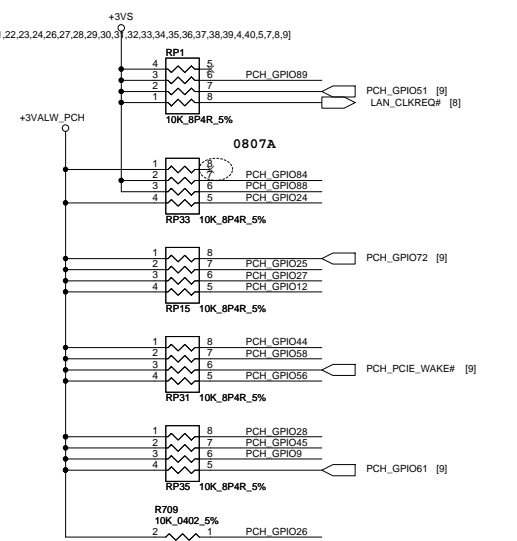 +3VS
,22,23,24,26,27,28,29,30,31,32,33,34,35,36,37,38,39,4,40,5,7,8,9]
RP1
4 5
3 6 PCH_GPIO89
2 7 PCH_GPIO51 [9]
1 8 LAN_CLKREQ# [8]
10K_8P4R_5%
+3VALW_PCH
0807A
1 8
2 7 PCH_GPIO84
3 6 PCH_GPIO88
4 5 PCH_GPIO24
RP33 10K_8P4R_5%
1 8 PCH_GPIO72 [9]
2 7 PCH_GPIO25
3 6 PCH_GPIO27
4 5 PCH_GPIO12
RP15 10K_8P4R_5%
1 8 PCH_GPIO44
2 7 PCH_GPIO58
3 6 PCH_PCIE_WAKE# [9]
4 5 PCH_GPIO56
RP31 10K_8P4R_5%
1 8 PCH_GPIO28
2 7 PCH_GPIO45
3 6 PCH_GPIO9
4 5 PCH_GPIO61 [9]
RP35 10K_8P4R_5%
R709
10K_0402_5%
2 1 PCH_GPIO26